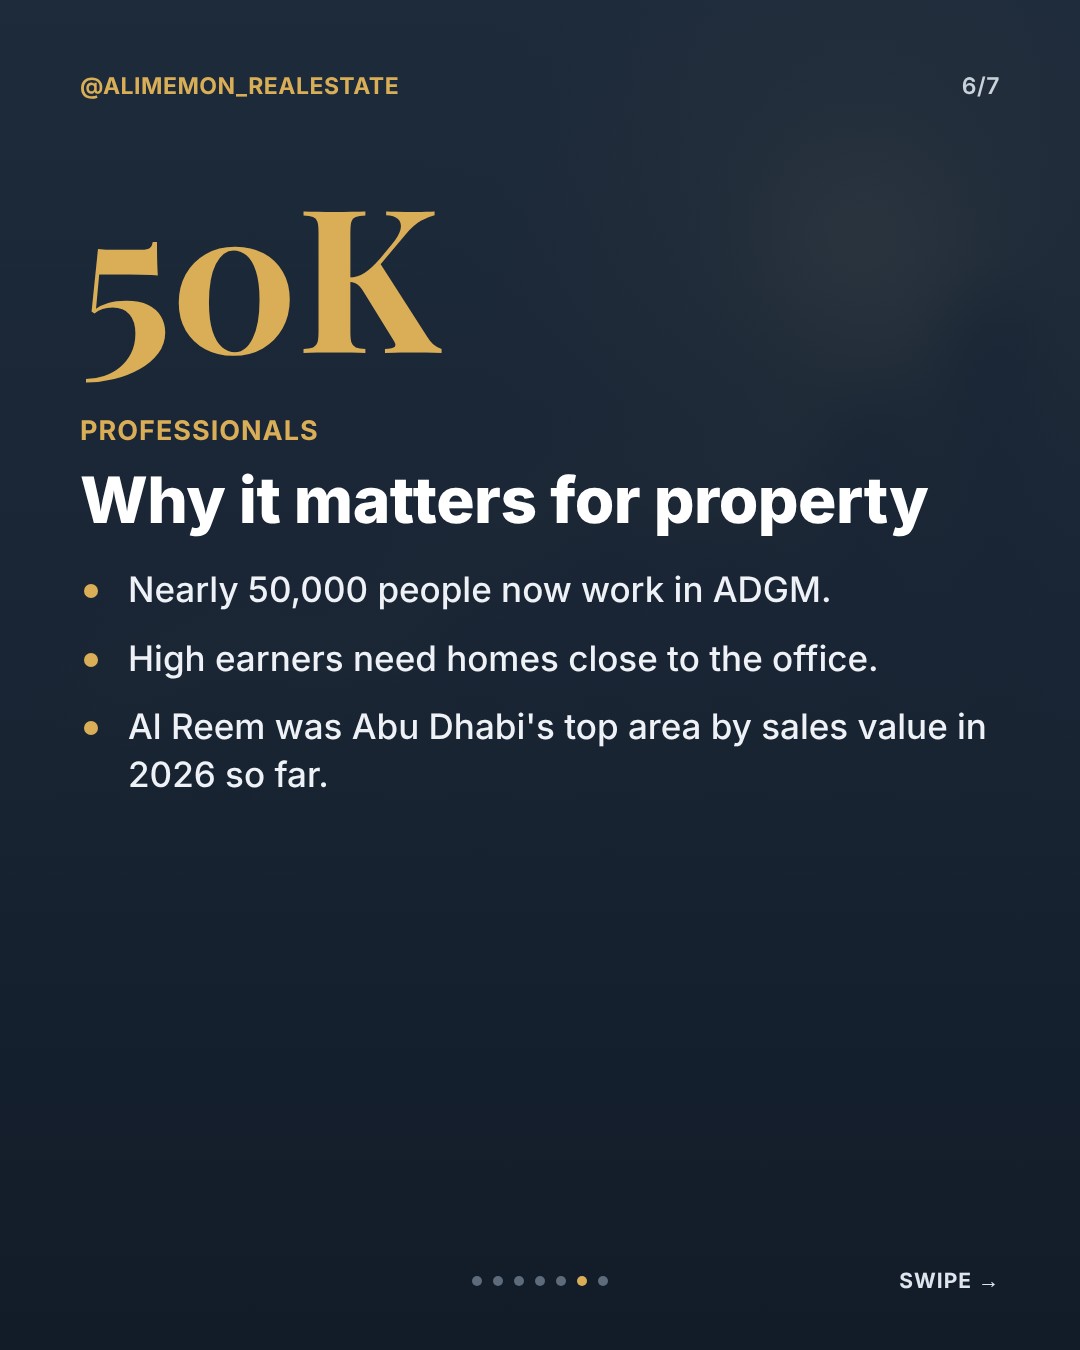 @ALIMEMON_REALESTATE
6/7
50K
PROFESSIONALS
Why it matters for property
• Nearly 50,000 people now work in ADGM.
• High earners need homes close to the office.
• Al Reem was Abu Dhabi's top area by sales value in
2026 so far.
SWIPE →